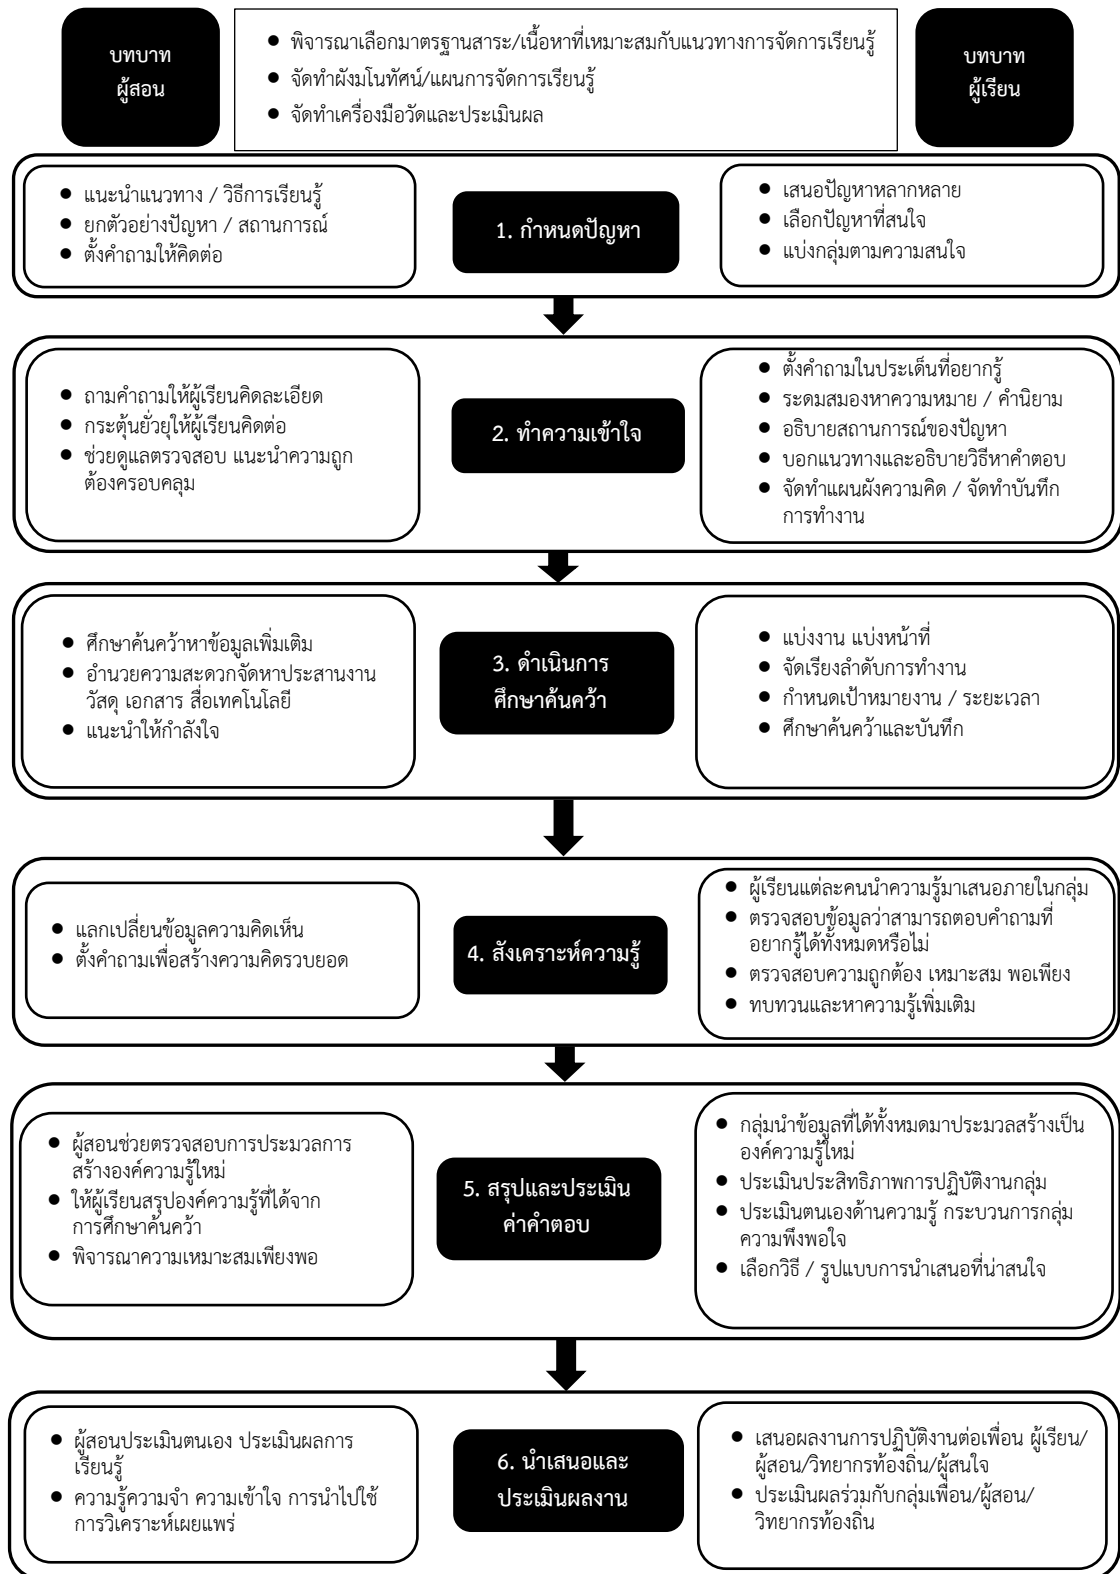 บทบาท
ผู้สอน
● พิจารณาเลือกมาตรฐานสาระ/เนื้อหาที่เหมาะสมกับแนวทางการจัดการเรียนรู้
● จัดทำผังมโนทัศน์/แผนการจัดการเรียนรู้
● จัดทำเครื่องมือวัดและประเมินผล
บทบาท
ผู้เรียน
● แนะนำแนวทาง / วิธีการเรียนรู้
● ยกตัวอย่างปัญหา / สถานการณ์
● ตั้งคำถามให้คิดต่อ
1. กำหนดปัญหา
● เสนอปัญหาหลากหลาย
● เลือกปัญหาที่สนใจ
● แบ่งกลุ่มตามความสนใจ
● ถามคำถามให้ผู้เรียนคิดละเอียด
● กระตุ้นยั่วยุให้ผู้เรียนคิดต่อ
● ช่วยดูแลตรวจสอบ แนะนำความถูก
ต้องครอบคลุม
2. ทำความเข้าใจ
● ตั้งคำถามในประเด็นที่อยากรู้
● ระดมสมองหาความหมาย / คำนิยาม
● อธิบายสถานการณ์ของปัญหา
● บอกแนวทางและอธิบายวิธีหาคำตอบ
● จัดทำแผนผังความคิด / จัดทำบันทึก
การทำงาน
● ศึกษาค้นคว้าหาข้อมูลเพิ่มเติม
● อำนวยความสะดวกจัดหาประสานงาน
วัสดุ เอกสาร สื่อเทคโนโลยี
● แนะนำให้กำลังใจ
3. ดำเนินการ
ศึกษาค้นคว้า
● แบ่งงาน แบ่งหน้าที่
● จัดเรียงลำดับการทำงาน
● กำหนดเป้าหมายงาน / ระยะเวลา
● ศึกษาค้นคว้าและบันทึก
● แลกเปลี่ยนข้อมูลความคิดเห็น
● ตั้งคำถามเพื่อสร้างความคิดรวบยอด
4. สังเคราะห์ความรู้
● ผู้เรียนแต่ละคนนำความรู้มาเสนอภายในกลุ่ม
● ตรวจสอบข้อมูลว่าสามารถตอบคำถามที่
อยากรู้ได้ทั้งหมดหรือไม่
● ตรวจสอบความถูกต้อง เหมาะสม พอเพียง
● ทบทวนและหาความรู้เพิ่มเติม
● ผู้สอนช่วยตรวจสอบการประมวลการ
สร้างองค์ความรู้ใหม่
● ให้ผู้เรียนสรุปองค์ความรู้ที่ได้จาก
การศึกษาค้นคว้า
● พิจารณาความเหมาะสมเพียงพอ
5. สรุปและประเมิน
ค่าคำตอบ
● กลุ่มนำข้อมูลที่ได้ทั้งหมดมาประมวลสร้างเป็น
องค์ความรู้ใหม่
● ประเมินประสิทธิภาพการปฏิบัติงานกลุ่ม
● ประเมินตนเองด้านความรู้ กระบวนการกลุ่ม
ความพึงพอใจ
● เลือกวิธี / รูปแบบการนำเสนอที่น่าสนใจ
● ผู้สอนประเมินตนเอง ประเมินผลการ
เรียนรู้
● ความรู้ความจำ ความเข้าใจ การนำไปใช้
การวิเคราะห์เผยแพร่
6. นำเสนอและ
ประเมินผลงาน
● เสนอผลงานการปฏิบัติงานต่อเพื่อน ผู้เรียน/
ผู้สอน/วิทยากรท้องถิ่น/ผู้สนใจ
● ประเมินผลร่วมกับกลุ่มเพื่อน/ผู้สอน/
วิทยากรท้องถิ่น